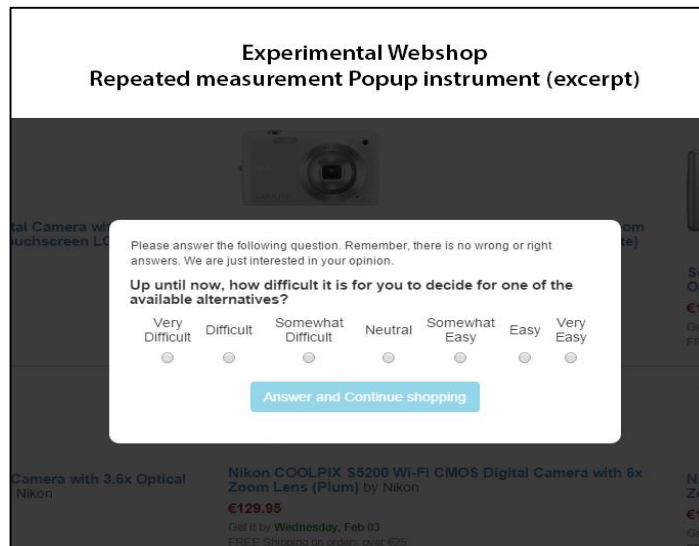 Experimental Webshop
Repeated measurement Popup instrument (excerpt)
COOLPIX
tal Camera wi
om
ouchscreen LC
te)
Please answer the following question. Remember, there is no wrong or right
answers. We are just interested in your opinion.
Up until now, how difficult it is for you to decide for one of the
available alternatives?
Very Difficult
Difficult
Somewhat Difficult
Neutral
Somewhat Easy
Easy
Very Easy
Answer and Continue shopping
Camera with 3.6x Optical
Nikon
Nikon COOLPIX S5200 Wi-Fi CMOS Digital Camera with 6x
Zoom Lens (Plum) by Nikon
€129.95
Get it by Wednesday, Feb 03
FREE Shipping on orders over €25